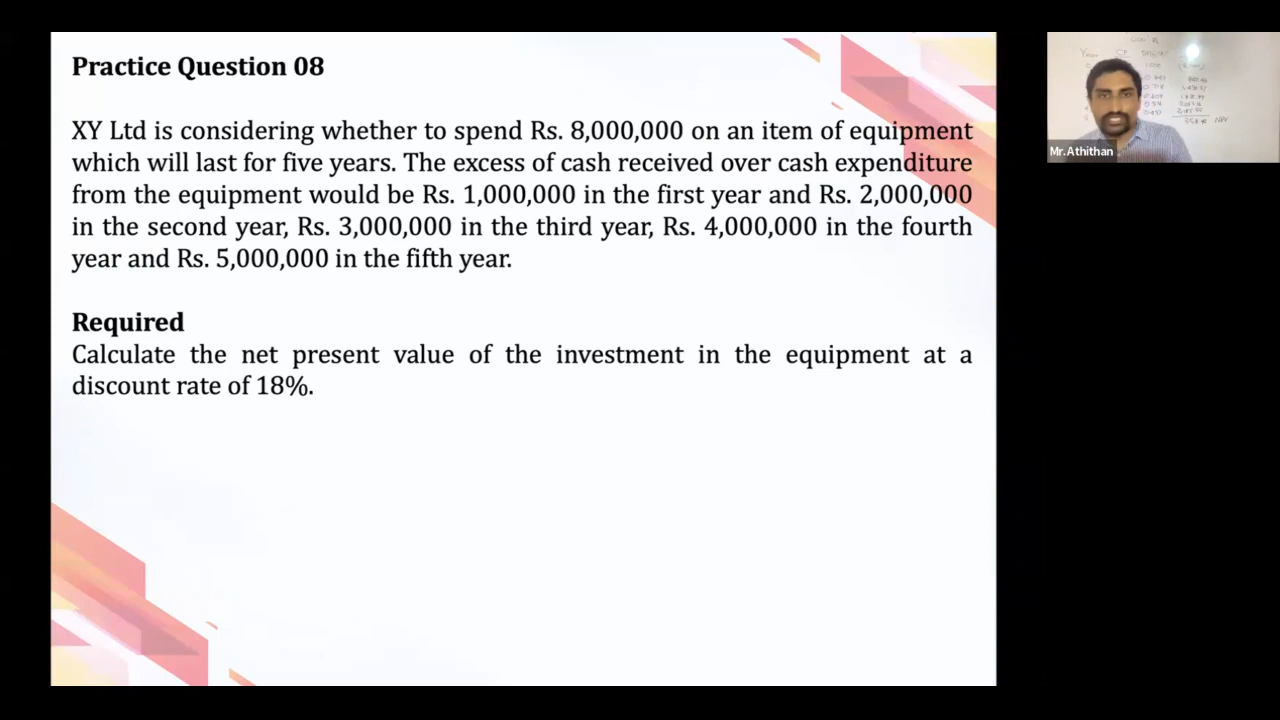 Practice Question 08
XY Ltd is considering whether to spend Rs. 8,000,000 on an item of equipment
which will last for five years. The excess of cash received over cash expenditure
from the equipment would be Rs. 1,000,000 in the first year and Rs. 2,000,000
in the second year, Rs. 3,000,000 in the third year, Rs. 4,000,000 in the fourth
year and Rs. 5,000,000 in the fifth year.
Required
Calculate the net present value of the investment in the equipment at a
discount rate of 18%.
Year CF
NPV
Mr.Athithan